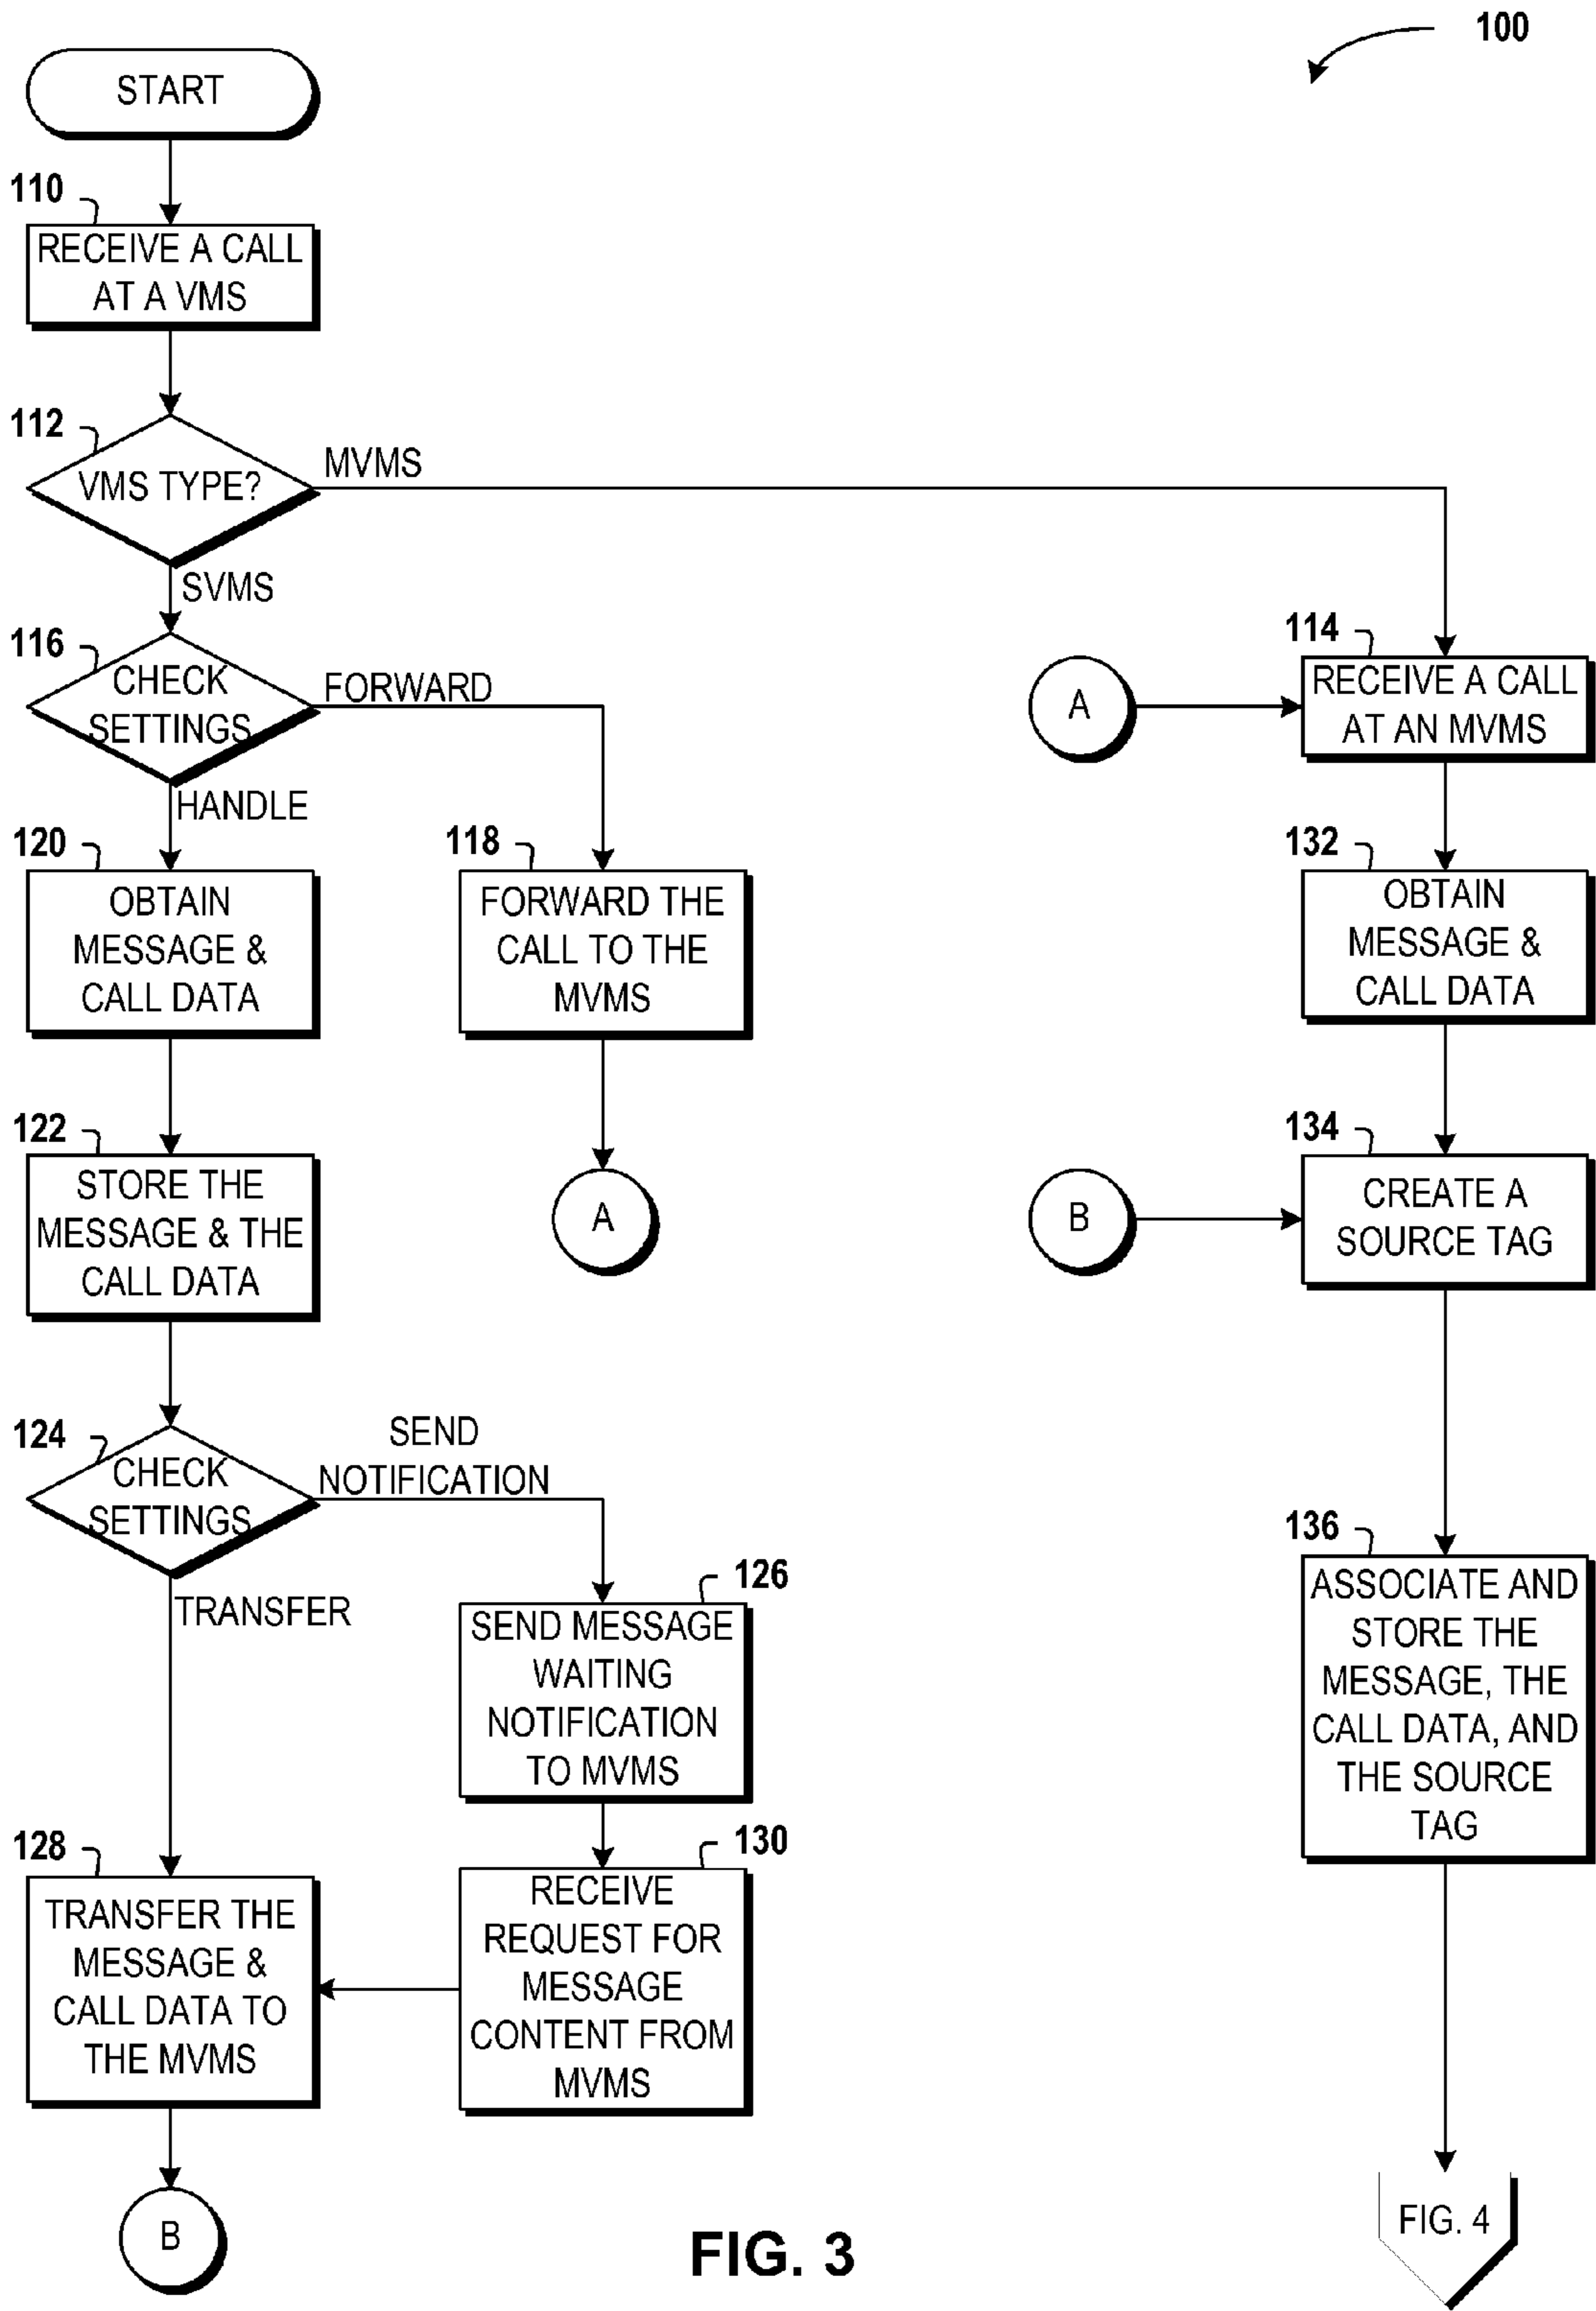 100
START
110
RECEIVE A CALL
AT A VMS
112
VMS TYPE?
MVMS
SVMS
116
CHECK
SETTINGS
FORWARD
HANDLE
120
OBTAIN
MESSAGE &
CALL DATA
118
FORWARD THE
CALL TO THE
MVMS
A
122
STORE THE
MESSAGE & THE
CALL DATA
124
CHECK
SETTINGS
SEND
NOTIFICATION
TRANSFER
126
SEND MESSAGE
WAITING
NOTIFICATION
TO MVMS
130
RECEIVE
REQUEST FOR
MESSAGE
CONTENT FROM
MVMS
128
TRANSFER THE
MESSAGE &
CALL DATA TO
THE MVMS
B
A
114
RECEIVE A CALL
AT AN MVMS
132
OBTAIN
MESSAGE &
CALL DATA
B
134
CREATE A
SOURCE TAG
136
ASSOCIATE AND
STORE THE
MESSAGE, THE
CALL DATA, AND
THE SOURCE
TAG
FIG. 4
FIG. 3